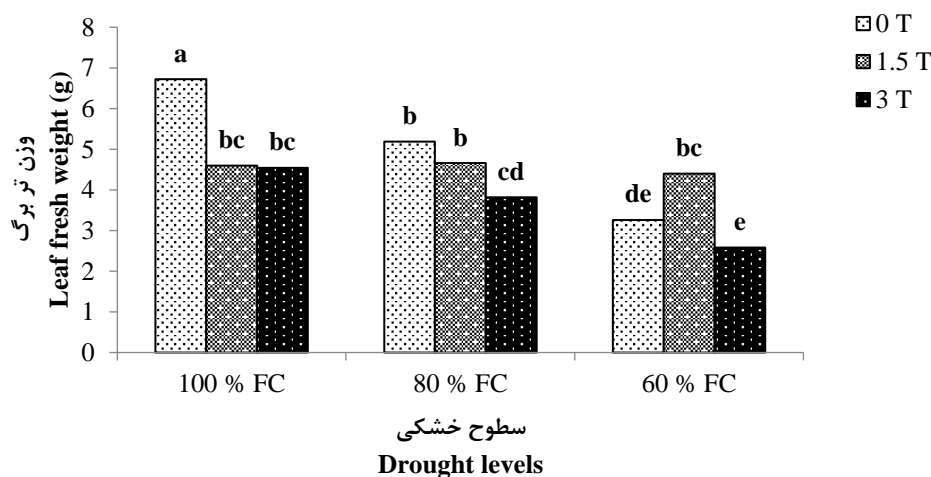 وزن تر برگ
Leaf fresh weight (g)
8
7
6
5
4
3
2
1
0
a
bc
bc
b
b
cd
de
bc
e
100 % FC
80 % FC
60 % FC
سطوح خشکی
Drought levels
0 T
1.5 T
3 T